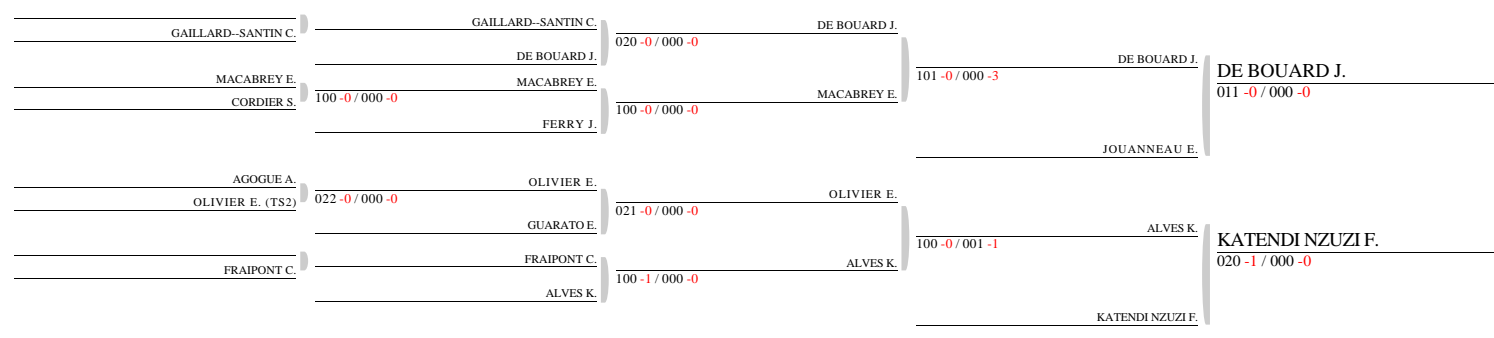 GAILLARD--SANTIN C.
MACABREY E.
CORDIER S.
AGOGUE A.
OLIVIER E. (TS2)
FRAIPONT C.
GAILLARD--SANTIN C.
DE BOUARD J.
MACABREY E.
100 -0 / 000 -0
FERRY J.
OLIVIER E.
022 -0 / 000 -0
GUARATO E.
FRAIPONT C.
ALVES K.
DE BOUARD J.
020 -0 / 000 -0
MACABREY E.
100 -0 / 000 -0
OLIVIER E.
021 -0 / 000 -0
ALVES K.
100 -1 / 000 -0
DE BOUARD J.
101 -0 / 000 -3
JOUANNEAU E.
ALVES K.
100 -0 / 001 -1
KATENDI NZUZI F.
DE BOUARD J.
011 -0 / 000 -0
KATENDI NZUZI F.
020 -1 / 000 -0